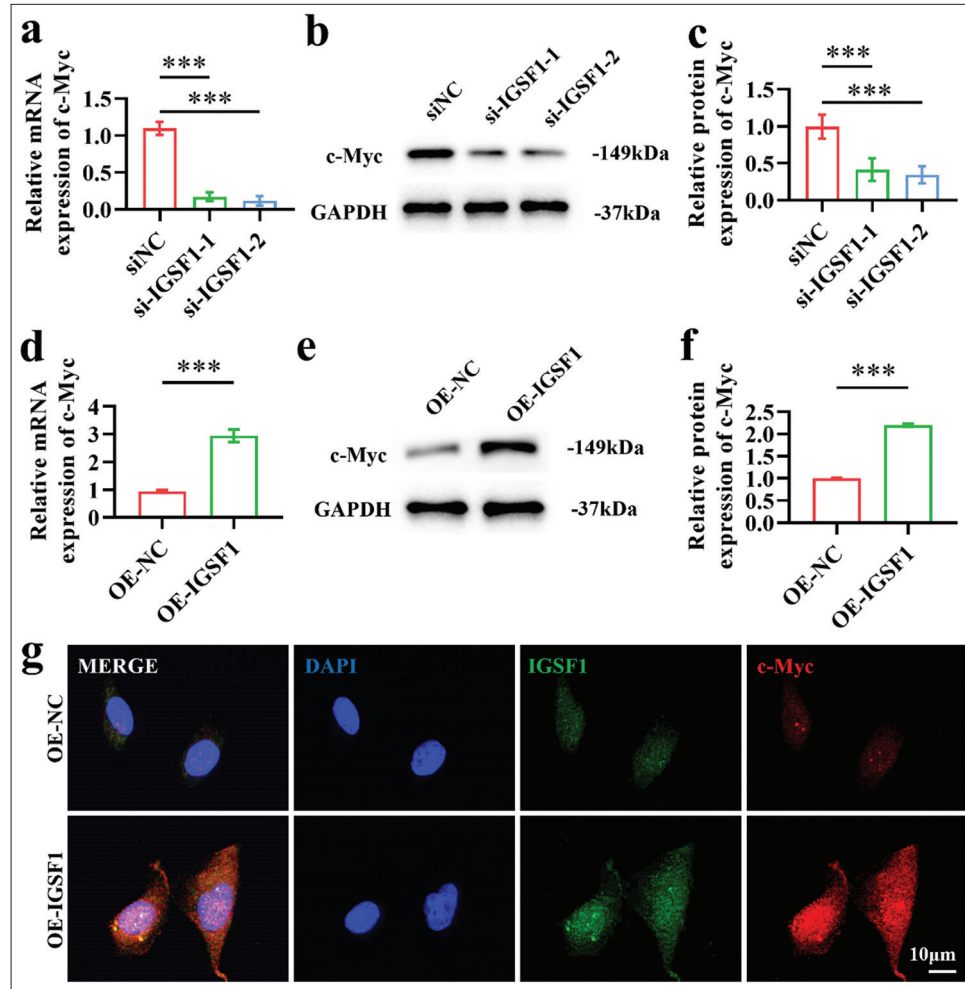 a
Relative mRNA
expression of c-Myc
***
***
1.5
1.0
0.5
0.0
siNC
si-IGSF1-1
si-IGSF1-2
b
siNC
si-IGSF1-1
si-IGSF1-2
c-Myc
-149kDa
GAPDH
-37kDa
c
Relative protein
expression of c-Myc
***
***
1.5
1.0
0.5
0.0
siNC
si-IGSF1-1
si-IGSF1-2
d
Relative mRNA
expression of c-Myc
***
4
3
2
1
0
OE-NC
OE-IGSF1
e
OE-NC
OE-IGSF1
c-Myc
-149kDa
GAPDH
-37kDa
f
Relative protein
expression of c-Myc
***
2.5
2.0
1.5
1.0
0.5
0.0
OE-NC
OE-IGSF1
g
MERGE
DAPI
IGSF1
c-Myc
OE-NC
OE-IGSF1
10μm